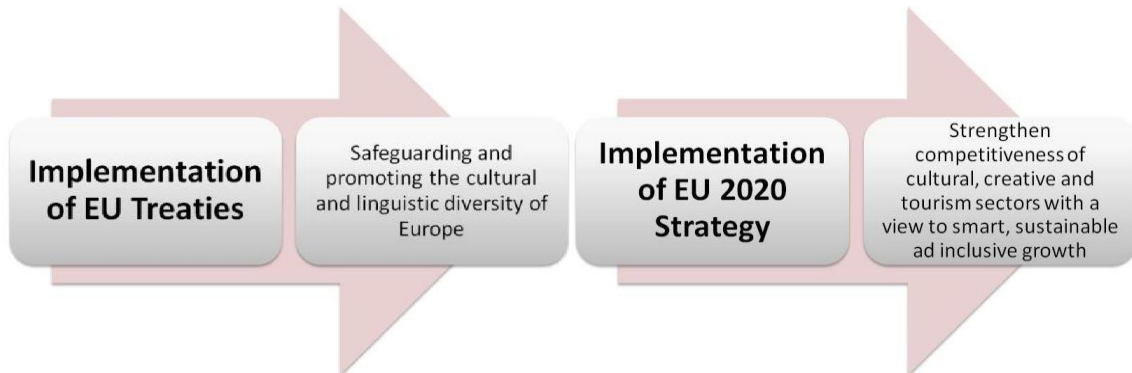 Implementation
of EU Treaties
Safeguarding and
promoting the cultural
and linguistic diversity of
Europe
Implementation
of EU 2020
Strategy
Strengthen
competitiveness of
cultural, creative and
tourism sectors with a
view to smart, sustainable
ad inclusive growth